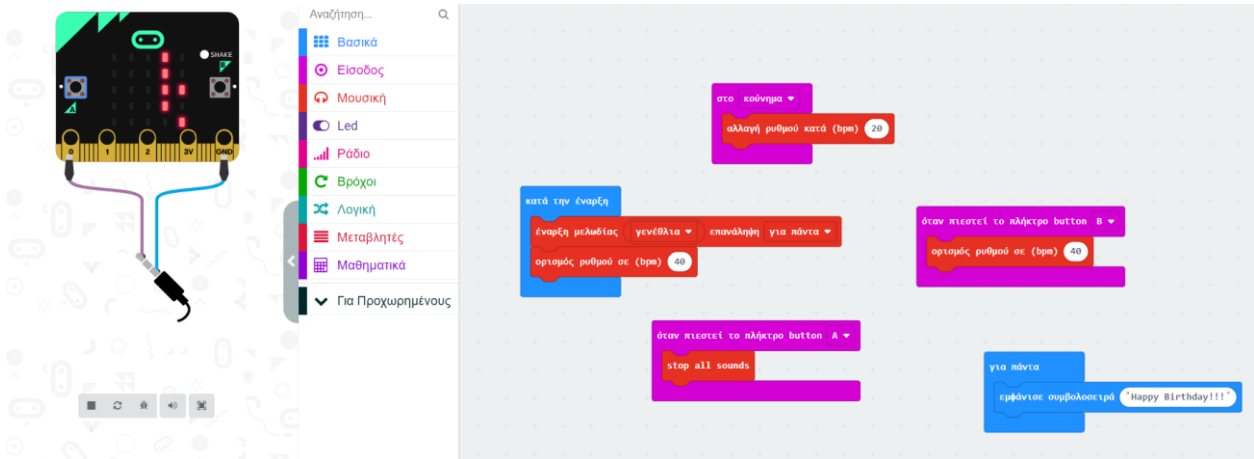 SHAKE
B
A
0 1 2 3V GND
Αναζήτηση...
Βασικά
Είσοδος
Μουσική
Led
Ράδιο
Βρόχοι
Λογική
Μεταβλητές
Μαθηματικά
Για Προχωρημένους
στο κούνημα
αλλαγή ρυθμού κατά (bpm) 20
κατά την έναρξη
έναρξη μελωδίας γενέθλια επανάληψη για πάντα
ορισμός ρυθμού σε (bpm) 40
όταν πιεστεί το πλήκτρο button B
ορισμός ρυθμού σε (bpm) 40
όταν πιεστεί το πλήκτρο button A
stop all sounds
για πάντα
εμφάνισε συμβολοσειρά "Happy Birthday!!!"